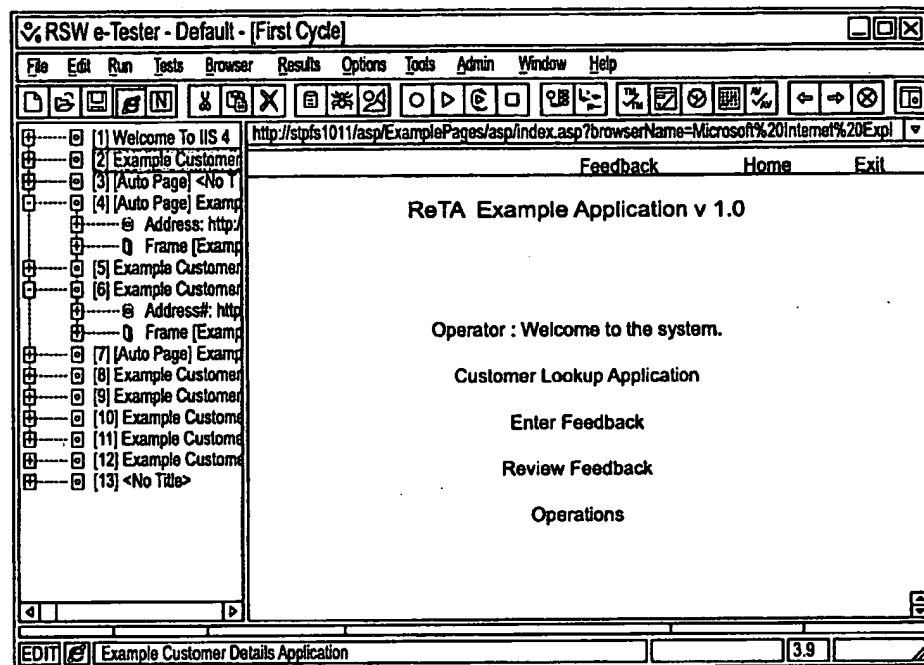 RSW e-Tester - Default - [First Cycle]
File Edit Run Tests Browser Results Options Tools Admin Window Help
[1] Welcome To IIS 4
[2] Example Customer
[3] [Auto Page] <No T
[4] [Auto Page] Examp
Address: http:/
Frame [Examp
[5] Example Customer
[6] Example Customer
Address#: http
Frame [Examp
[7] [Auto Page] Examp
[8] Example Customer
[9] Example Customer
[10] Example Custome
[11] Example Custome
[12] Example Custome
[13] <No Title>
http://stpfs1011/asp/ExamplePages/asp/index.asp?browserName=Microsoft%20Internet%20Expl
Feedback Home Exit
ReTA Example Application v 1.0
Operator : Welcome to the system.
Customer Lookup Application
Enter Feedback
Review Feedback
Operations
EDIT Example Customer Details Application 3.9